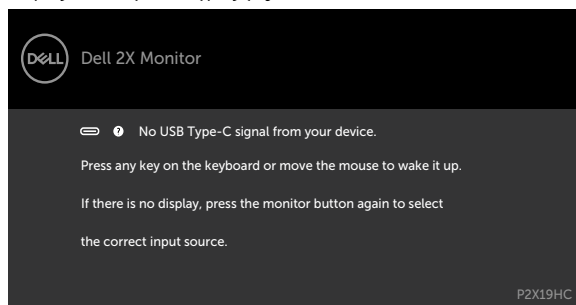 DELL
Dell 2X Monitor
No USB Type-C signal from your device.
Press any key on the keyboard or move the mouse to wake it up.
If there is no display, press the monitor button again to select
the correct input source.
P2X19HC